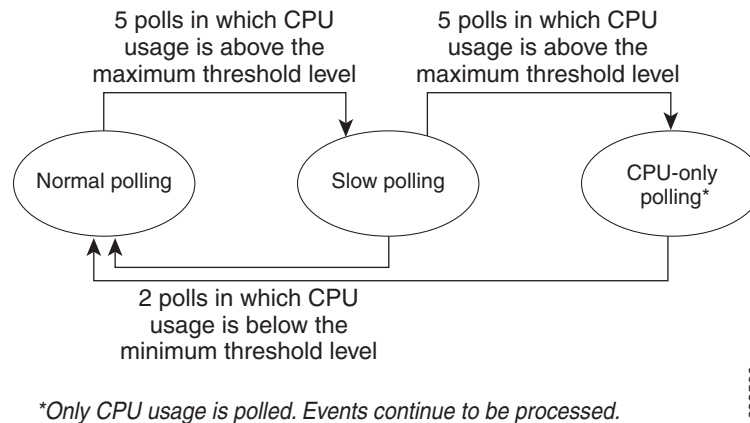 5 polls in which CPU
usage is above the
maximum threshold level
5 polls in which CPU
usage is above the
maximum threshold level
Normal polling
Slow polling
CPU-only
polling*
2 polls in which CPU
usage is below the
minimum threshold level
*Only CPU usage is polled. Events continue to be processed.